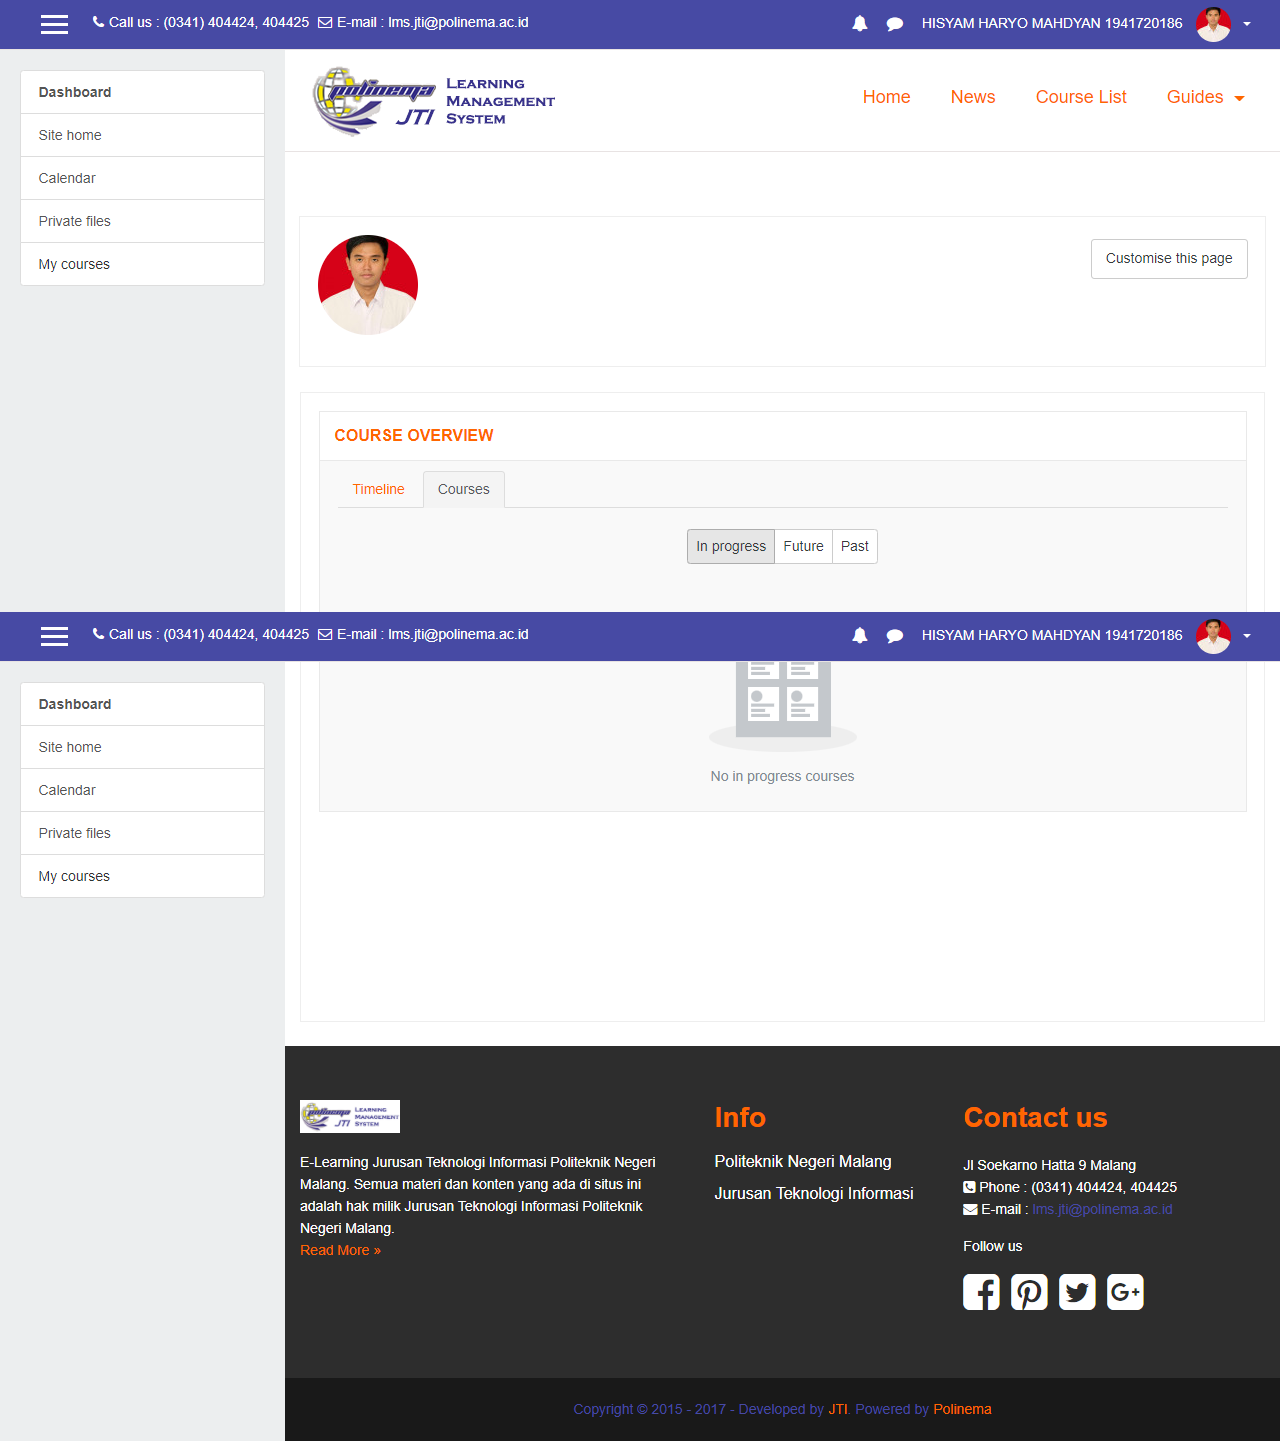 Call us : (0341) 404424, 404425 E-mail : lms.jti@polinema.ac.id HISYAM HARYO MAHDYAN 1941720186
Dashboard
Site home
Calendar
Private files
My courses
polinema JTI
LEARNING
MANAGEMENT
SYSTEM
Home News Course List Guides
Customise this page
COURSE OVERVIEW
Timeline Courses
In progress Future Past
Call us : (0341) 404424, 404425 E-mail : lms.jti@polinema.ac.id HISYAM HARYO MAHDYAN 1941720186
Dashboard
Site home
Calendar
Private files
My courses
No in progress courses
polinema JTI
LEARNING
MANAGEMENT
SYSTEM
E-Learning Jurusan Teknologi Informasi Politeknik Negeri
Malang. Semua materi dan konten yang ada di situs ini
adalah hak milik Jurusan Teknologi Informasi Politeknik
Negeri Malang.
Read More »
Info
Politeknik Negeri Malang
Jurusan Teknologi Informasi
Contact us
Jl Soekarno Hatta 9 Malang
Phone : (0341) 404424, 404425
E-mail : lms.jti@polinema.ac.id
Follow us
Copyright © 2015 - 2017 - Developed by JTI. Powered by Polinema